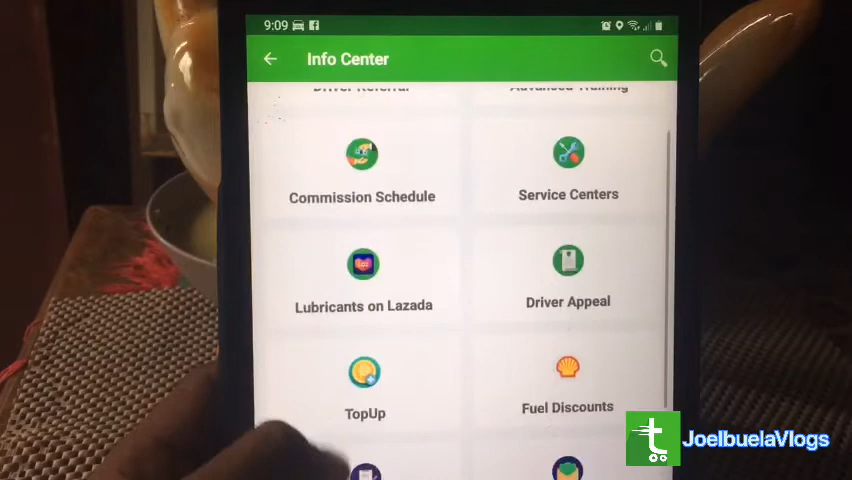 9:09
Info Center
Driver Referral
Advanced Training
Commission Schedule
Service Centers
Lubricants on Lazada
Driver Appeal
TopUp
Fuel Discounts
t
JoelbuelaVlogs